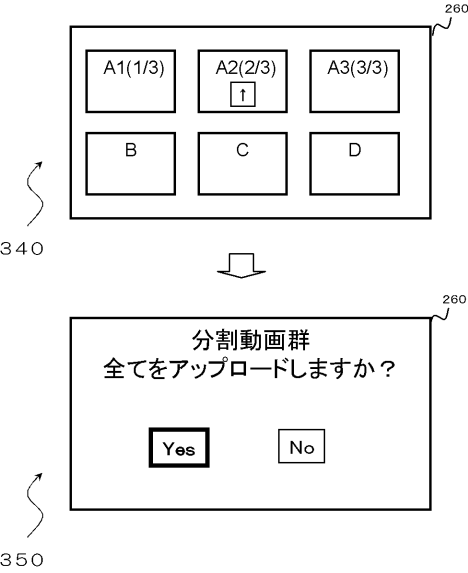 260
A1(1/3) A2(2/3) A3(3/3)
↑
B C D
340
260
分割動画群
全てをアップロードしますか？
Yes No
350